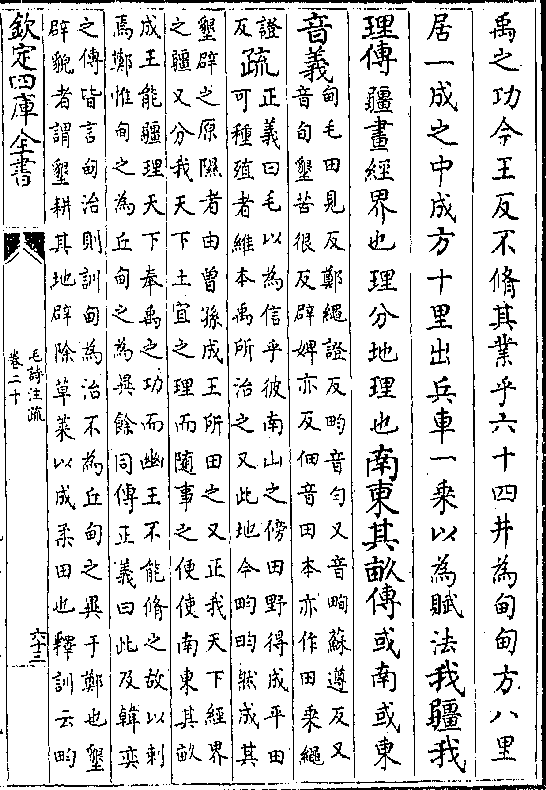 禹之功今王反不脩其業乎六十四井為甸甸方八里
居一成之中成方十里出兵車一乗以為賦法我疆我
理傳疆畫經界也理分地理也南東其畝傳或南或東
音義甸毛田見反鄭繩證反畇音勻又音眴蘇遵反又
音旬墾苦很反辟婢亦反佃音田本亦作田乗繩
證
反疏正義曰毛以為信乎彼南山之傍田野得成平田
可種殖者維本禹所治之又此地今畇畇然成其
墾辟之原隰者由曽孫成王所田之又正我天下經界
之疆又分我天下土宜之理而隨事之便使南東其畝
成王能疆理天下奉禹之功而幽王不能脩之故以刺
焉鄭惟甸之為丘甸之為異餘同傳正義曰此及韓奕
之傳皆言甸治則訓甸為治不為丘甸之異于鄭也墾
辟貌者謂墾耕其地辟除草萊以成柔田也釋訓云畇
欽定四庫全書
毛詩注疏
卷二十
六十三